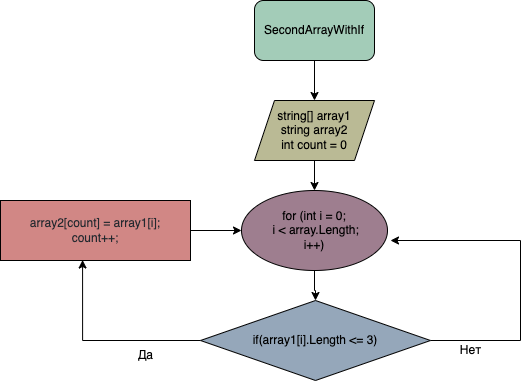 SecondArrayWithIf
string[] array1
string array2
int count = 0
for (int i = 0;
i < array.Length;
i++)
array2[count] = array1[i];
count++;
if(array1[i].Length <= 3)
Да
Нет